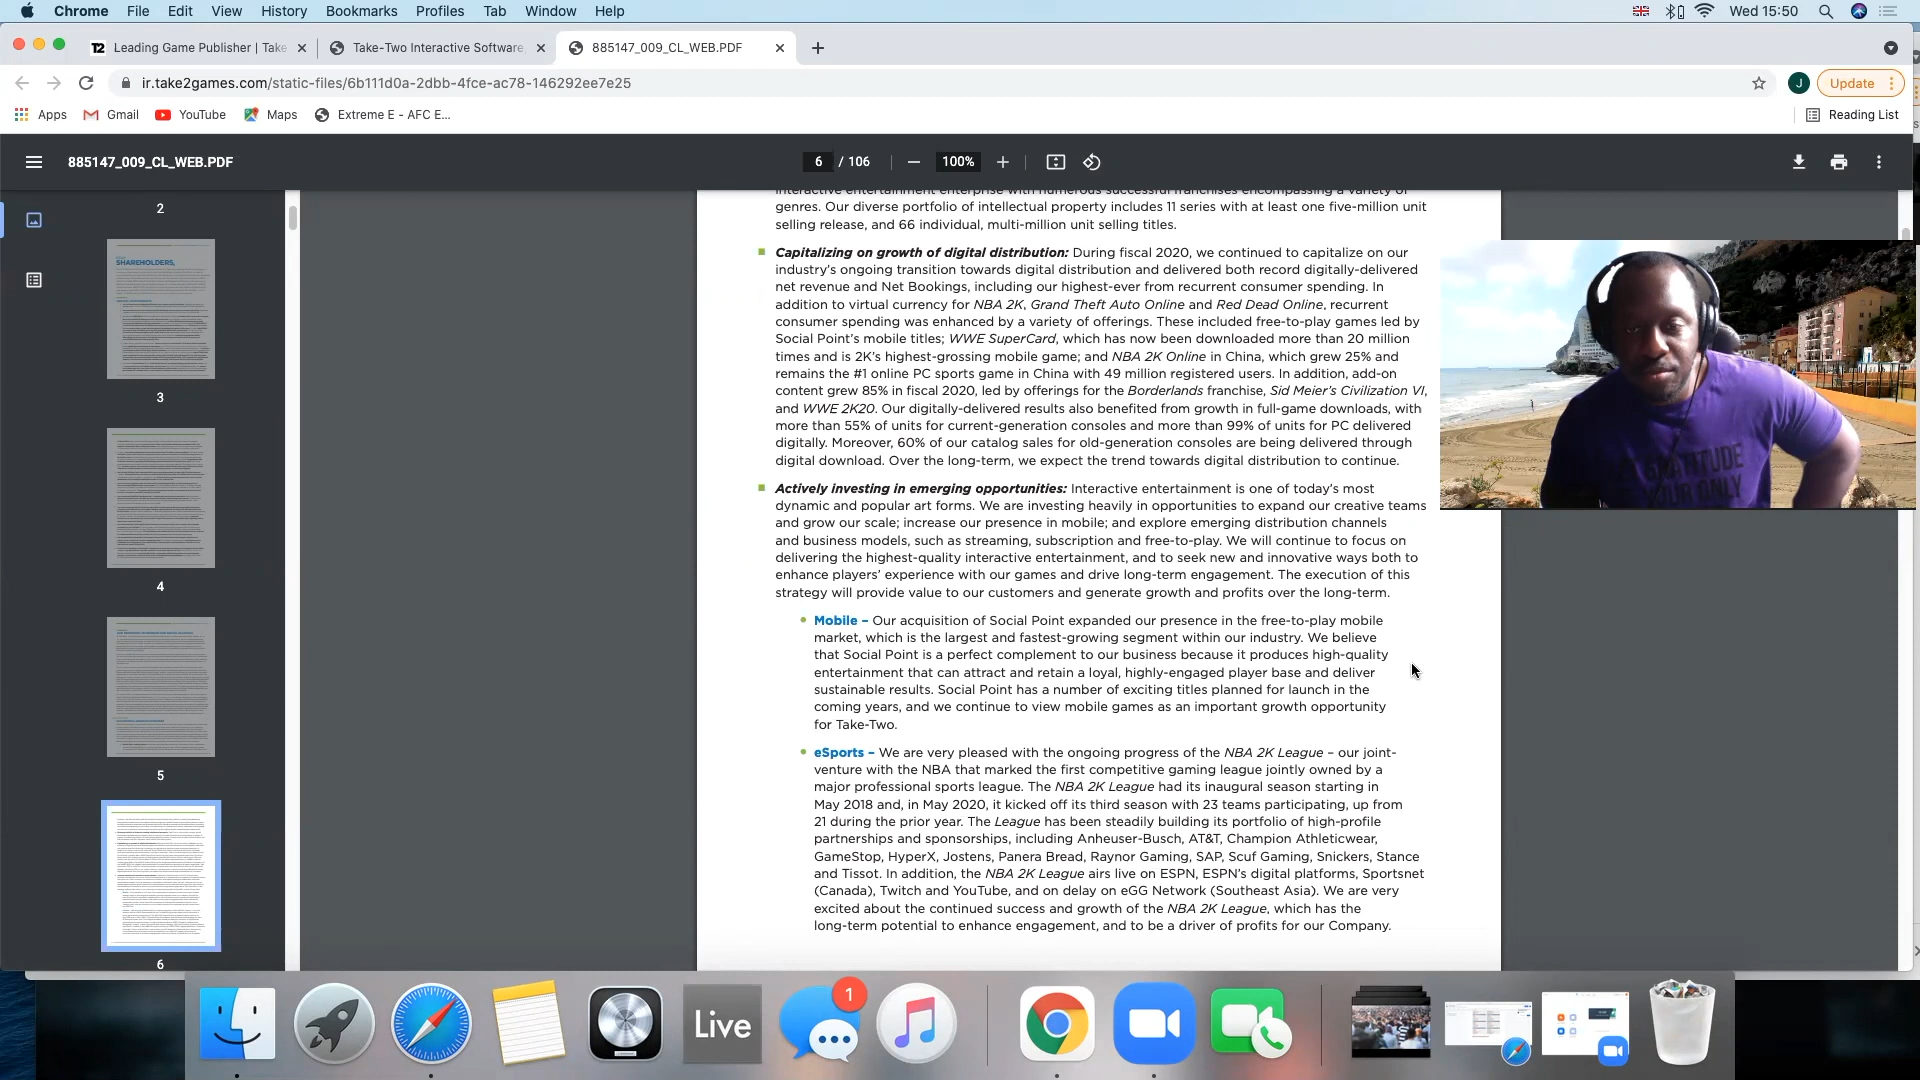 Chrome File Edit View History Bookmarks Profiles Tab Window Help Wed 15:50
Leading Game Publisher | Take
Take-Two Interactive Software,
885147_009_CL_WEB.PDF
ir.take2games.com/static-files/6b111d0a-2dbb-4fce-ac78-146292ee7e25
J
Update
Apps Gmail YouTube Maps Extreme E - AFC E... Reading List
885147_009_CL_WEB.PDF 6 / 106 100%
2
SHAREHOLDERS,
3
4
5
6
interactive entertainment enterprise with numerous successful franchises encompassing a variety of
genres. Our diverse portfolio of intellectual property includes 11 series with at least one five-million unit
selling release, and 66 individual, multi-million unit selling titles.
Capitalizing on growth of digital distribution: During fiscal 2020, we continued to capitalize on our
industry's ongoing transition towards digital distribution and delivered both record digitally-delivered
net revenue and Net Bookings, including our highest-ever from recurrent consumer spending. In
addition to virtual currency for NBA 2K, Grand Theft Auto Online and Red Dead Online, recurrent
consumer spending was enhanced by a variety of offerings. These included free-to-play games led by
Social Point's mobile titles; WWE SuperCard, which has now been downloaded more than 20 million
times and is 2K's highest-grossing mobile game; and NBA 2K Online in China, which grew 25% and
remains the #1 online PC sports game in China with 49 million registered users. In addition, add-on
content grew 85% in fiscal 2020, led by offerings for the Borderlands franchise, Sid Meier's Civilization VI,
and WWE 2K20. Our digitally-delivered results also benefited from growth in full-game downloads, with
more than 55% of units for current-generation consoles and more than 99% of units for PC delivered
digitally. Moreover, 60% of our catalog sales for old-generation consoles are being delivered through
digital download. Over the long-term, we expect the trend towards digital distribution to continue.
Actively investing in emerging opportunities: Interactive entertainment is one of today's most
dynamic and popular art forms. We are investing heavily in opportunities to expand our creative teams
and grow our scale; increase our presence in mobile; and explore emerging distribution channels
and business models, such as streaming, subscription and free-to-play. We will continue to focus on
delivering the highest-quality interactive entertainment, and to seek new and innovative ways both to
enhance players' experience with our games and drive long-term engagement. The execution of this
strategy will provide value to our customers and generate growth and profits over the long-term.
Mobile – Our acquisition of Social Point expanded our presence in the free-to-play mobile
market, which is the largest and fastest-growing segment within our industry. We believe
that Social Point is a perfect complement to our business because it produces high-quality
entertainment that can attract and retain a loyal, highly-engaged player base and deliver
sustainable results. Social Point has a number of exciting titles planned for launch in the
coming years, and we continue to view mobile games as an important growth opportunity
for Take-Two.
eSports – We are very pleased with the ongoing progress of the NBA 2K League – our joint-
venture with the NBA that marked the first competitive gaming league jointly owned by a
major professional sports league. The NBA 2K League had its inaugural season starting in
May 2018 and, in May 2020, it kicked off its third season with 23 teams participating, up from
21 during the prior year. The League has been steadily building its portfolio of high-profile
partnerships and sponsorships, including Anheuser-Busch, AT&T, Champion Athleticwear,
GameStop, HyperX, Jostens, Panera Bread, Raynor Gaming, SAP, Scuf Gaming, Snickers, Stance
and Tissot. In addition, the NBA 2K League airs live on ESPN, ESPN's digital platforms, Sportsnet
(Canada), Twitch and YouTube, and on delay on eGG Network (Southeast Asia). We are very
excited about the continued success and growth of the NBA 2K League, which has the
long-term potential to enhance engagement, and to be a driver of profits for our Company.
Live
1